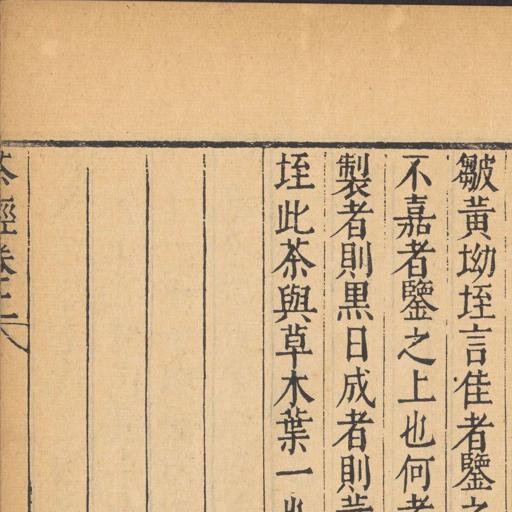 皺黃坳垤言隹者鑒之
不嘉者鑒之上也何者
製者則黑日成者則黃
垤此茶與草木葉一也
茶經卷上